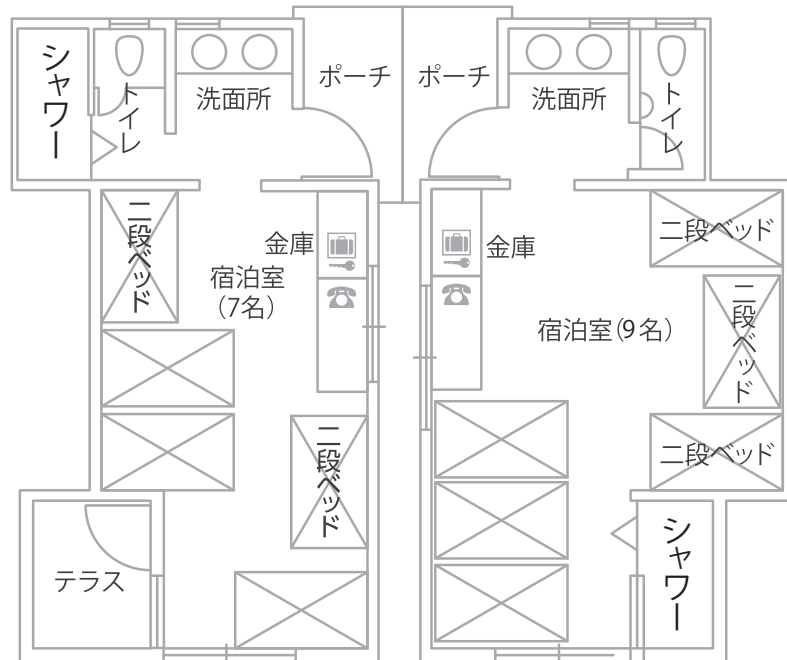 シャワー
トイレ
洗面所
ポーチ
二段ベッド
金庫
宿泊室
（7名）
二段ベッド
テラス
ポーチ
洗面所
トイレ
金庫
二段ベッド
二段ベッド
宿泊室（9名）
二段ベッド
シャワー